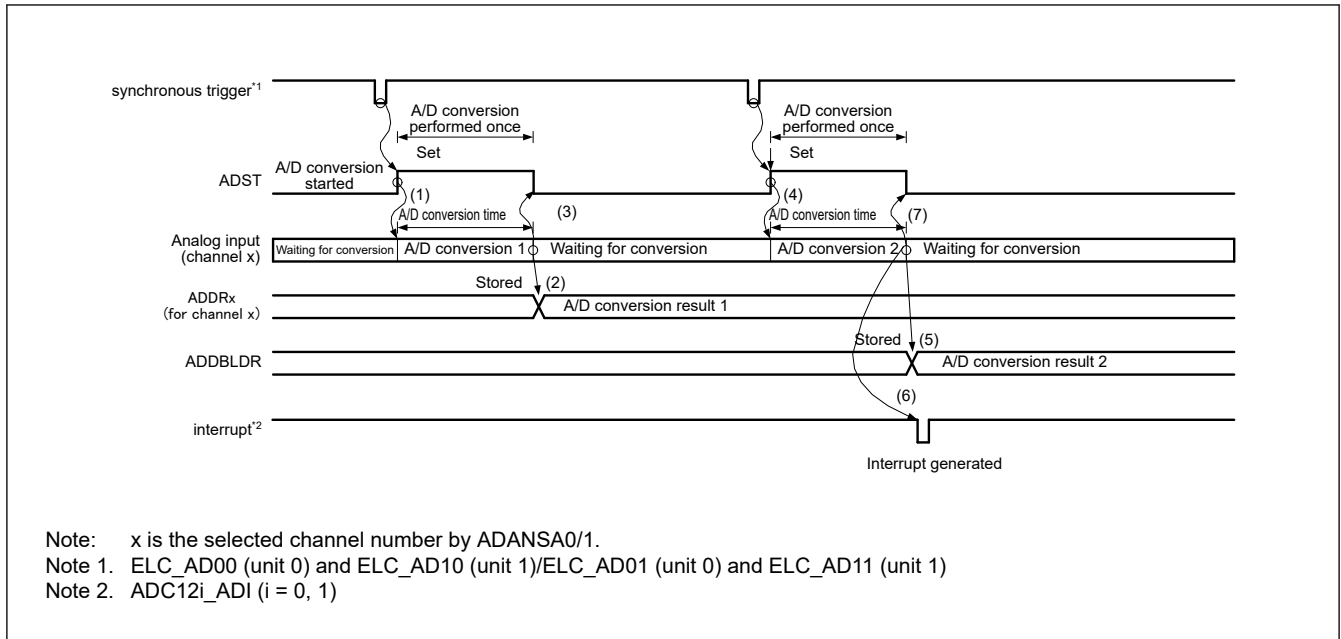 synchronous trigger*1
A/D conversion
performed once
A/D conversion
performed once
Set
Set
ADST
A/D conversion
started
(1)
(3)
(4)
(7)
A/D conversion time
A/D conversion time
Analog input
(channel x)
Waiting for conversion
A/D conversion 1
Waiting for conversion
A/D conversion 2
Waiting for conversion
Stored
(2)
ADDRx
(for channel x)
A/D conversion result 1
Stored
(5)
ADDBLDR
A/D conversion result 2
(6)
interrupt*2
Interrupt generated
Note: x is the selected channel number by ADANSA0/1.
Note 1. ELC_AD00 (unit 0) and ELC_AD10 (unit 1)/ELC_AD01 (unit 0) and ELC_AD11 (unit 1)
Note 2. ADC12i_ADI (i = 0, 1)